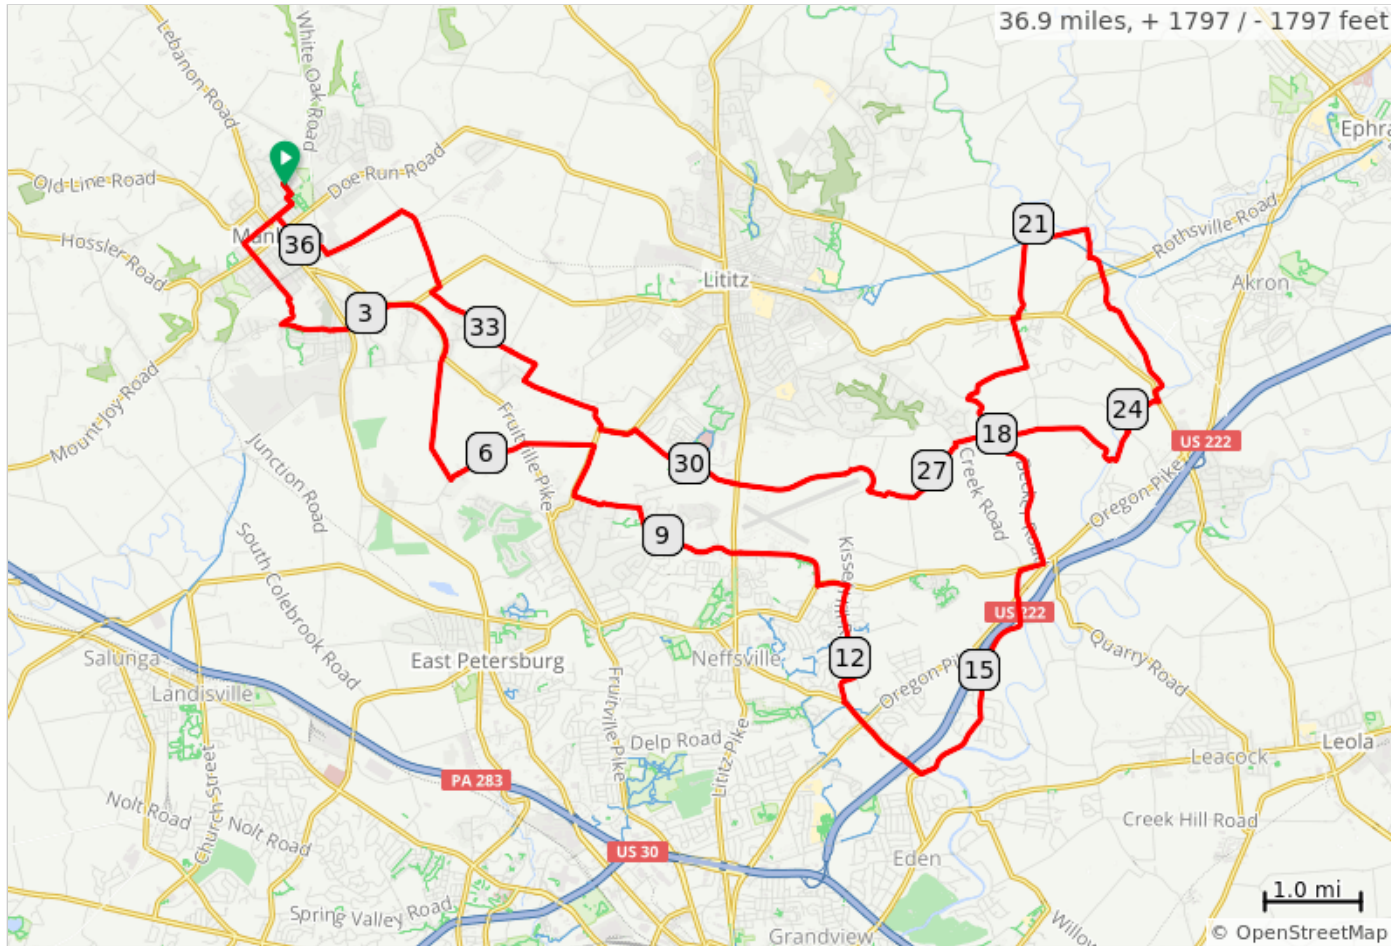 36.9 miles, + 1797 / - 1797 feet
Lebanon Road
White Oak Road
Old Line Road
Doe Run Road
Hossler Road
36
3
33
Lititz
21
Rothsville Road
Akron
Mount Joy Road
Junction Road
Fruitville Pike
6
30
27
18
24
Creek Road
US 222
Oregon Pike
9
South Colebrook Road
US 222
12
15
Oregon
Quarry Road
Salunga
Landisville
East Petersburg
Neffsville
Fruitville Pike
Delp Road
Lititz Pike
Leacock
Leola
PA 283
Church Street
Nolt Road
Nolt Road
US 30
Creek Hill Road
Eden
Spring Valley Road
Grandview
1.0 mi
© OpenStreetMap